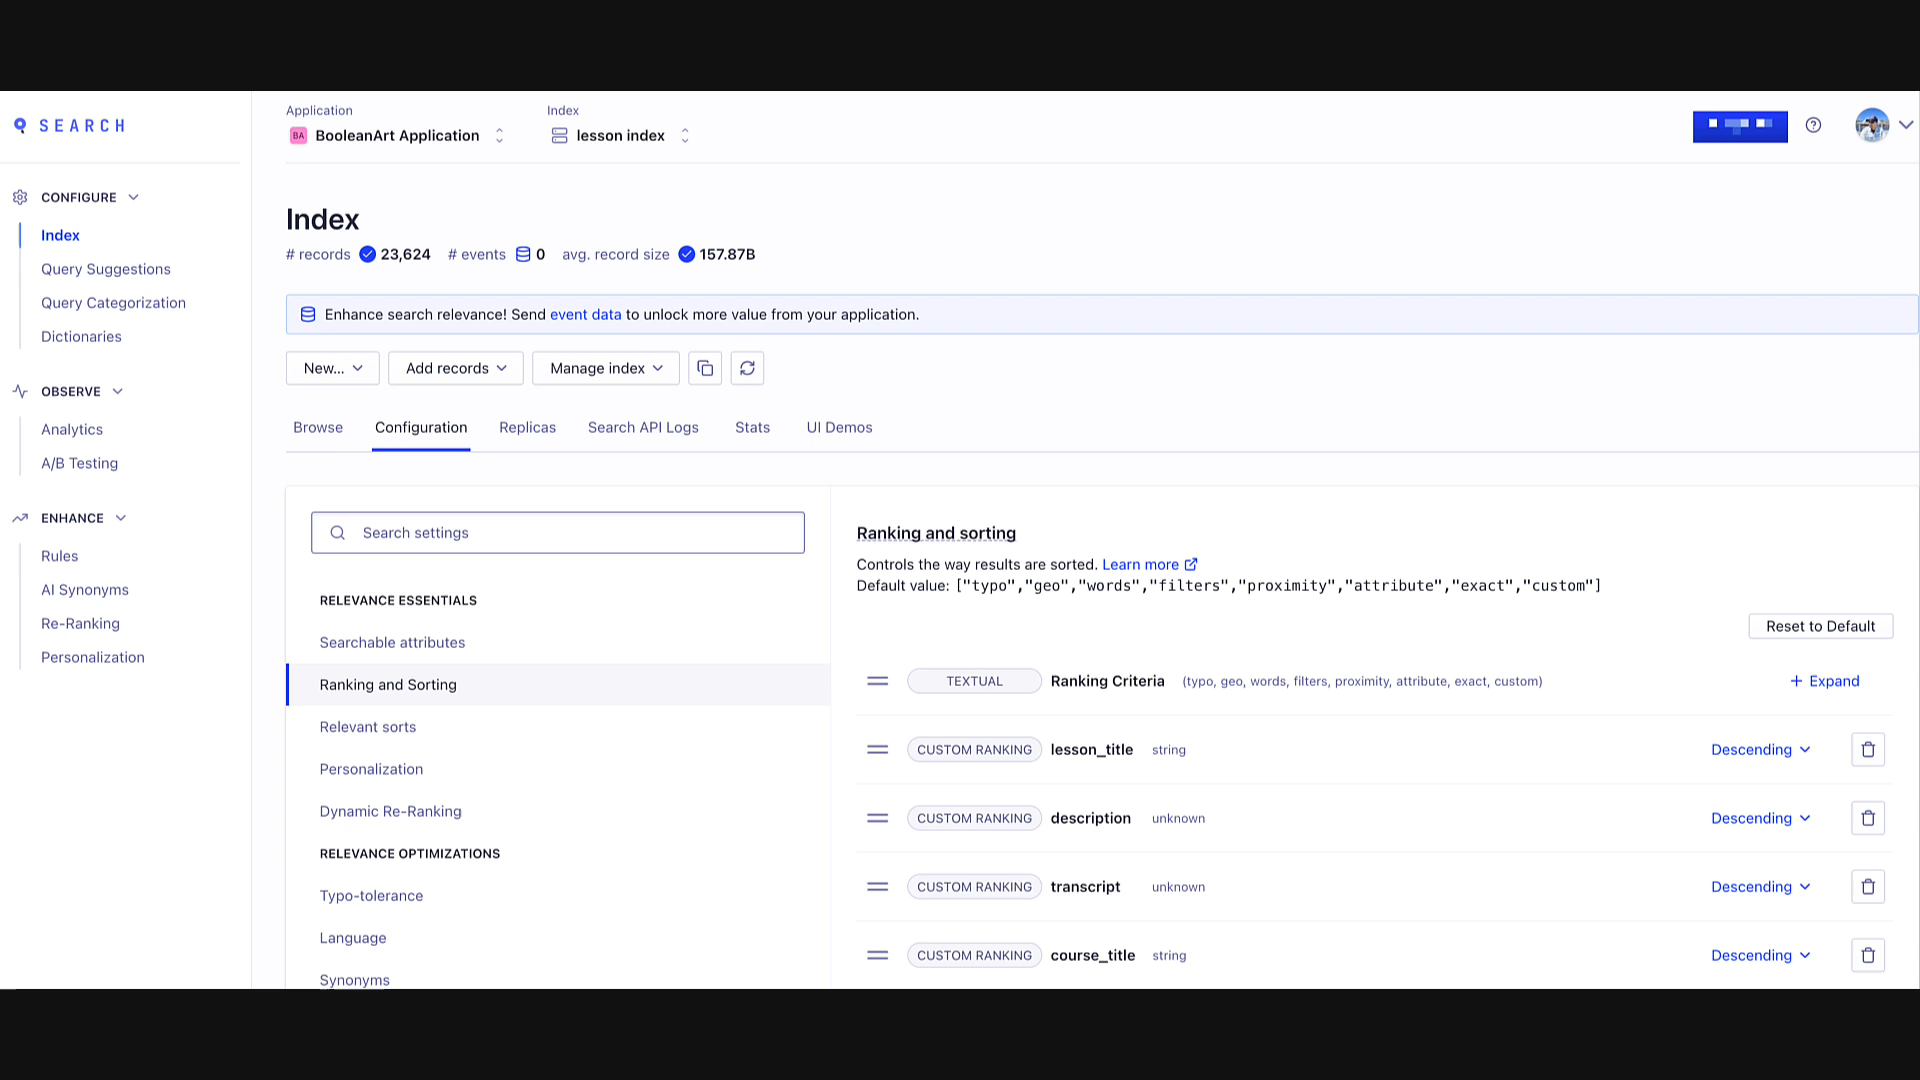 SEARCH
CONFIGURE
Index
Query Suggestions
Query Categorization
Dictionaries
OBSERVE
Analytics
A/B Testing
ENHANCE
Rules
AI Synonyms
Re-Ranking
Personalization
Application
BA BooleanArt Application
Index
lesson index
Index
# records 23,624 # events 0 avg. record size 157.87B
Enhance search relevance! Send event data to unlock more value from your application.
New... Add records Manage index
Browse Configuration Replicas Search API Logs Stats UI Demos
Search settings
RELEVANCE ESSENTIALS
Searchable attributes
Ranking and Sorting
Relevant sorts
Personalization
Dynamic Re-Ranking
RELEVANCE OPTIMIZATIONS
Typo-tolerance
Language
Synonyms
Ranking and sorting
Controls the way results are sorted. Learn more
Default value: ["typo","geo","words","filters","proximity","attribute","exact","custom"]
Reset to Default
TEXTUAL Ranking Criteria (typo, geo, words, filters, proximity, attribute, exact, custom) + Expand
CUSTOM RANKING lesson_title string Descending
CUSTOM RANKING description unknown Descending
CUSTOM RANKING transcript unknown Descending
CUSTOM RANKING course_title string Descending